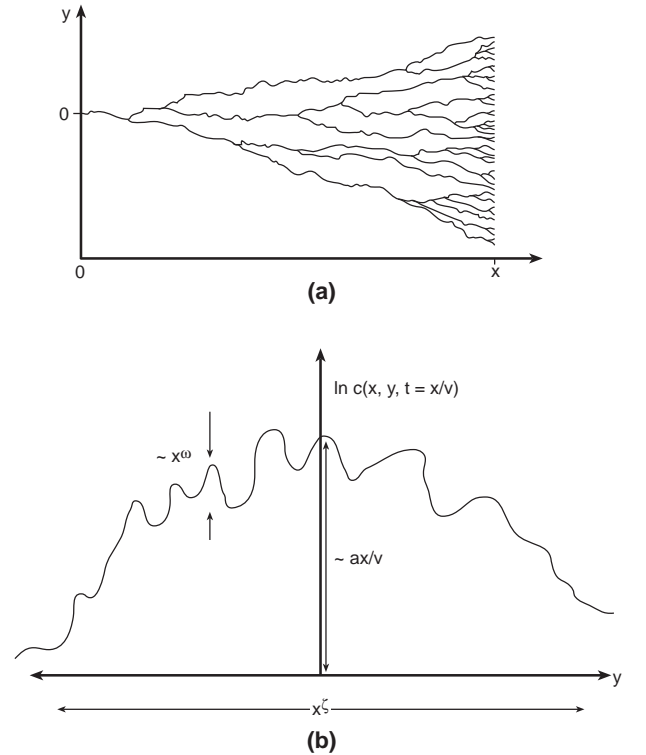 y
0
0
x
(a)
ln c(x, y, t = x/v)
~ x^ω
~ ax/v
y
x^ζ
(b)